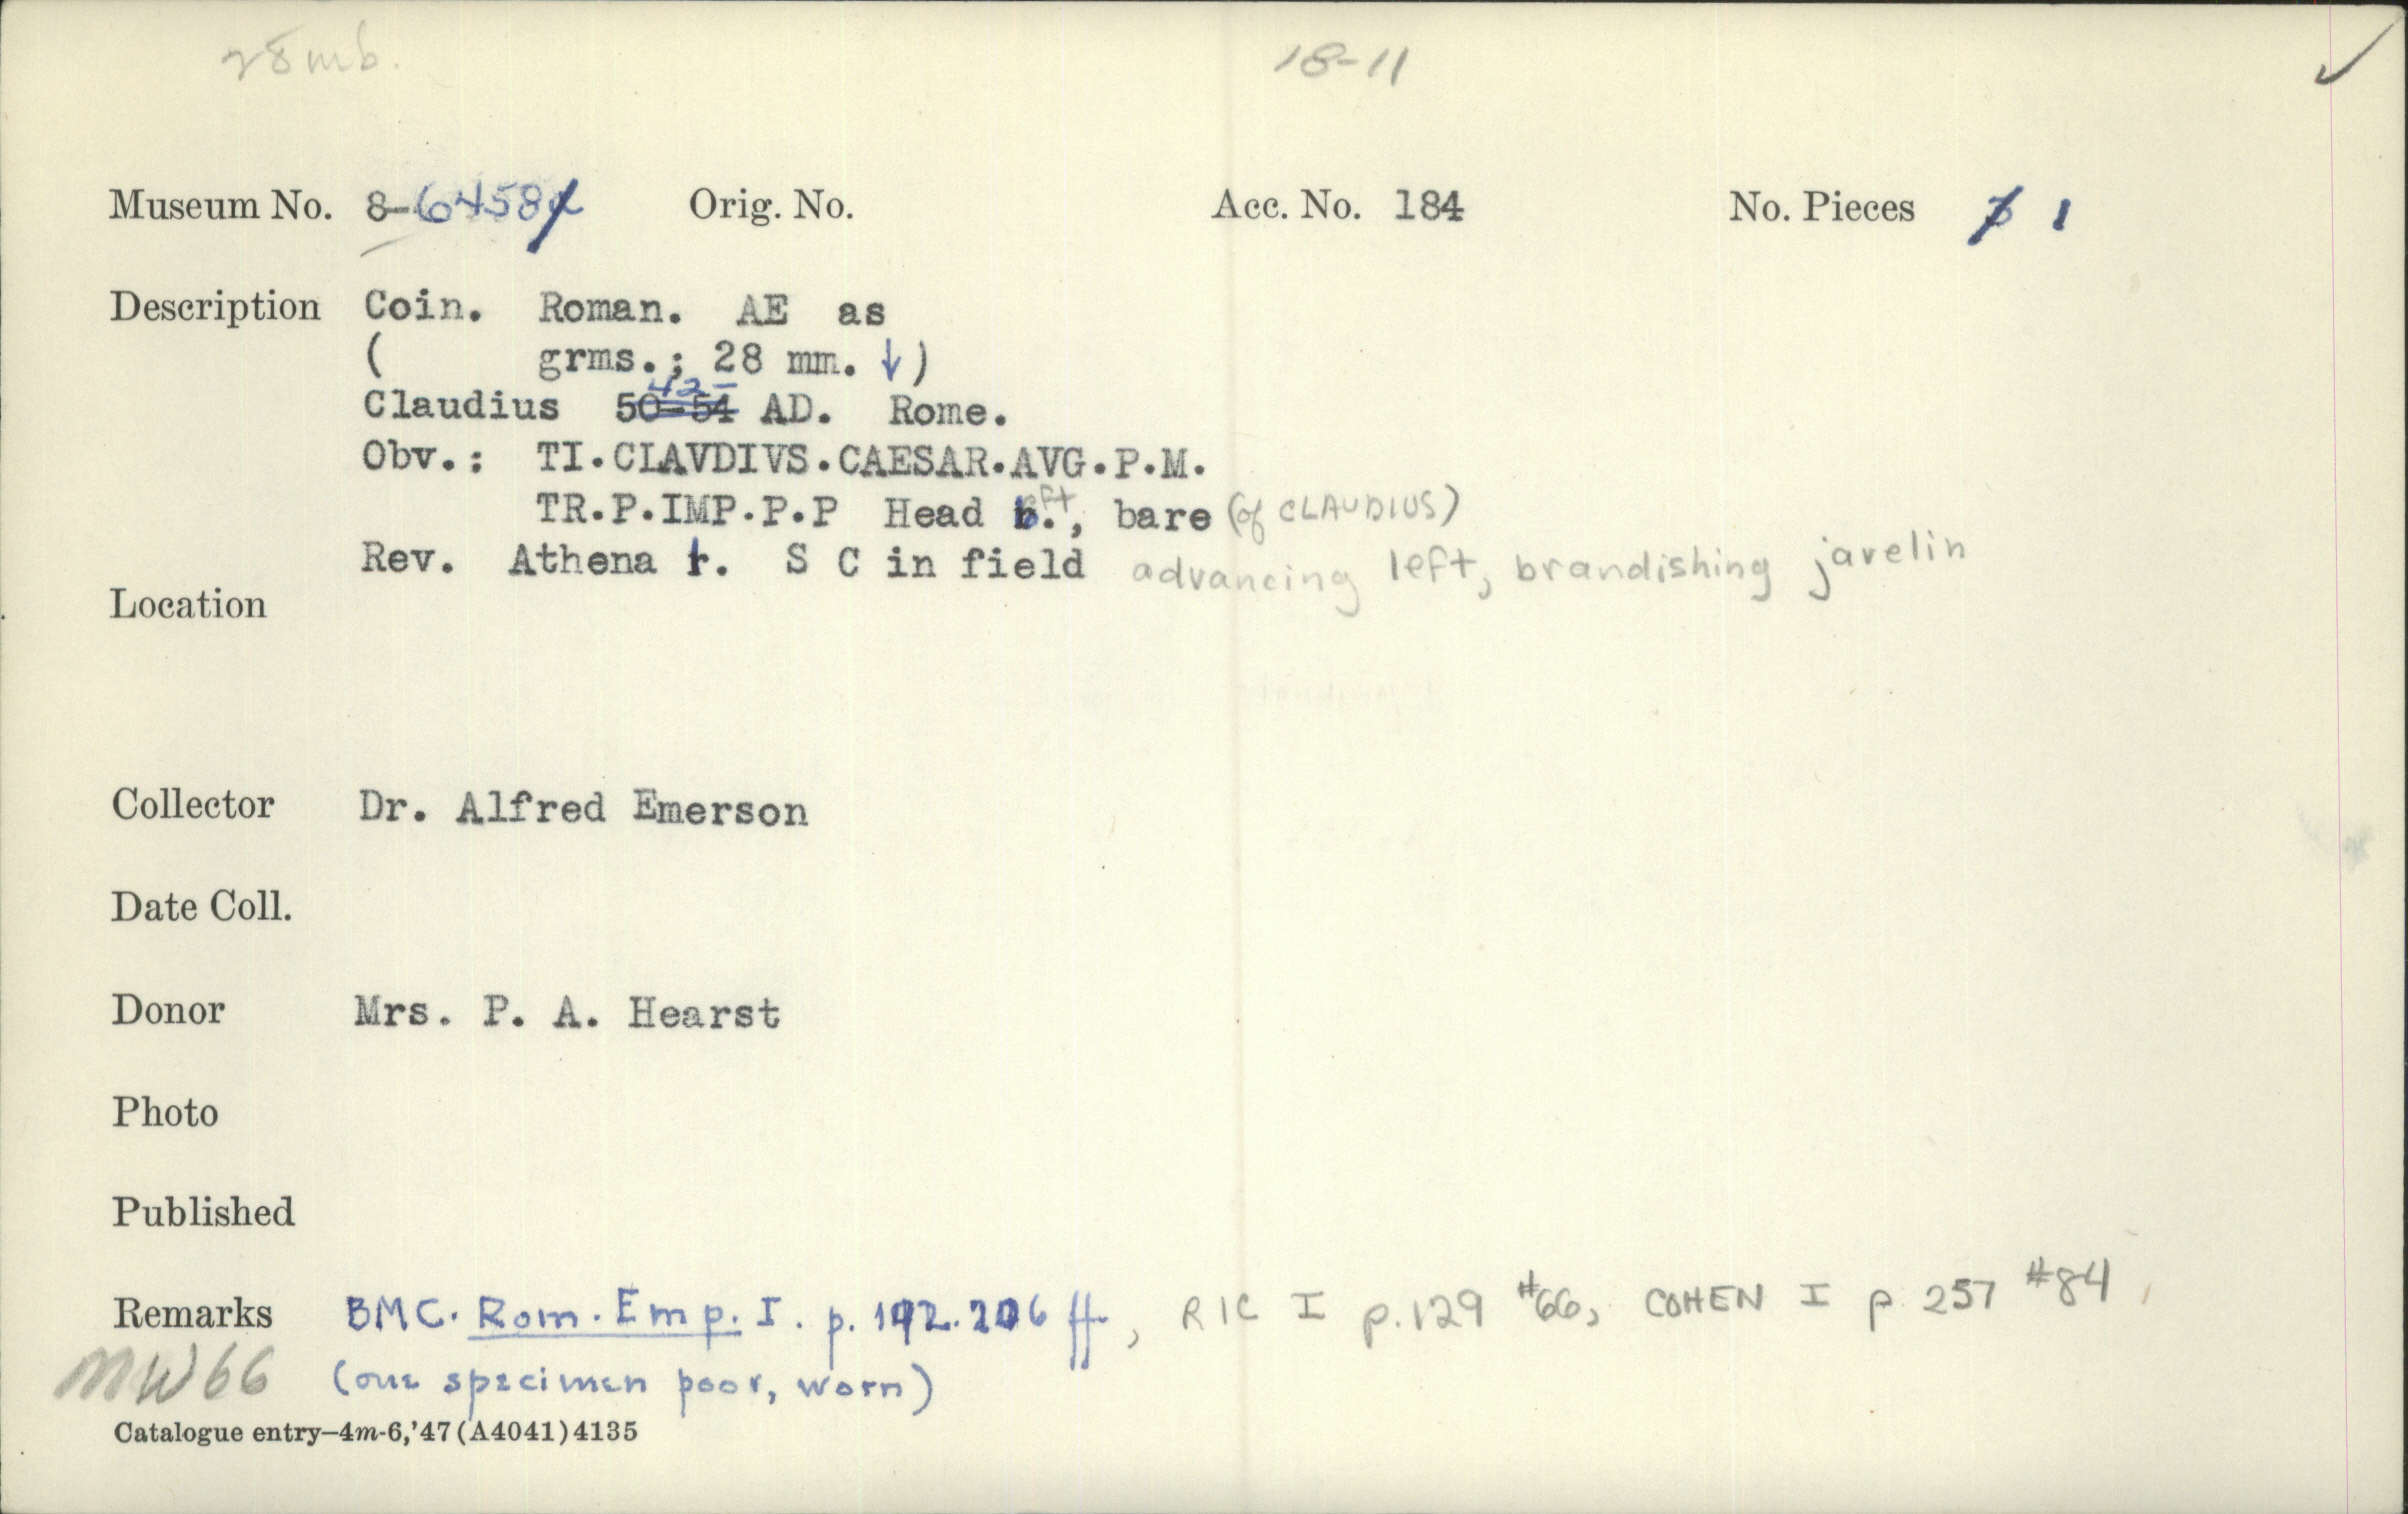 18-11
Museum No. 8-6458 Orig. No. Acc. No. 184 No. Pieces 1
Description Coin. Roman. AE as
( grms.; 28 mm. ↓)
42-
Claudius 50-54 AD. Rome.
Obv.: TI.CLAVDIVS.CAESAR.AVG.P.M.
TR.P.IMP.P.P Head left, bare (of CLAUDIUS)
Rev. Athena r. S C in field advancing left, brandishing javelin
Location
Collector Dr. Alfred Emerson
Date Coll.
Donor Mrs. P. A. Hearst
Photo
Published
Remarks BMC. Rom. Emp. I. p. 192.206 ff, RIC I p.129 #66, COHEN I p 257 #84
MW66 (one specimen poor, worn)
Catalogue entry—4m-6,'47(A4041)4135